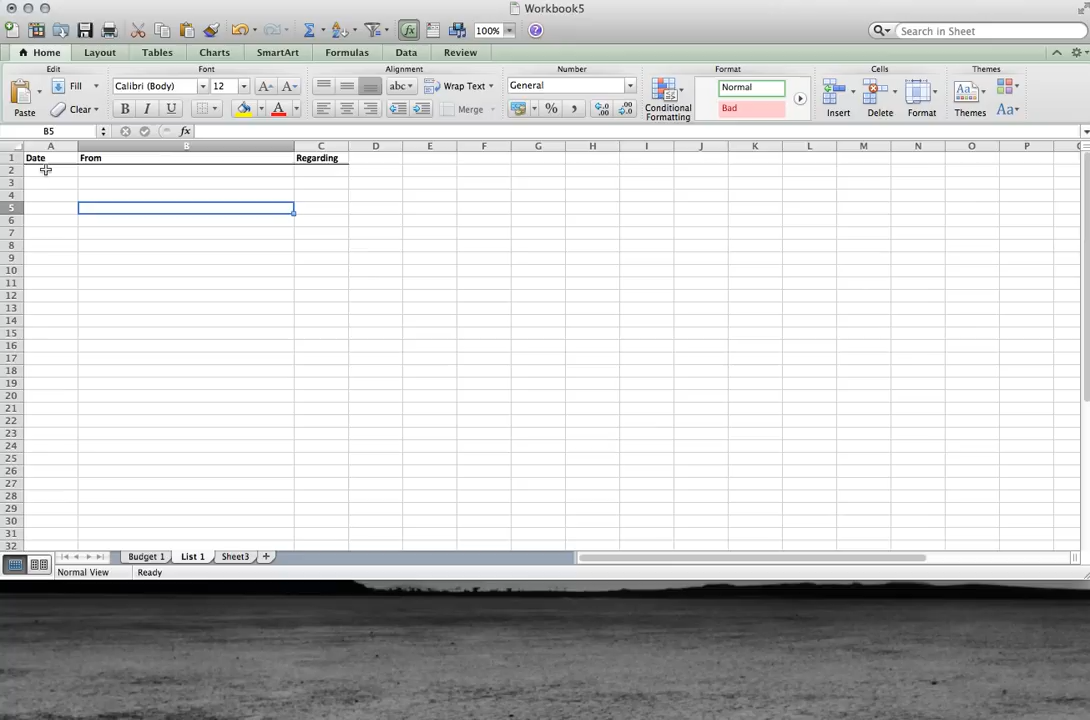 Workbook5
100%
Search in Sheet
Home Layout Tables Charts SmartArt Formulas Data Review
Edit Font Alignment Number Format Cells Themes
Paste Fill Clear
Calibri (Body) 12 A A
B I U A
abc Wrap Text Merge
General
% ,
Conditional Formatting
Normal
Bad
Insert Delete Format Themes Aa
B5 fx
A B C D E F G H I J K L M N O P
1 Date From Regarding
2
3
4
5
6
7
8
9
10
11
12
13
14
15
16
17
18
19
20
21
22
23
24
25
26
27
28
29
30
31
32
Budget 1 List 1 Sheet3
Normal View Ready